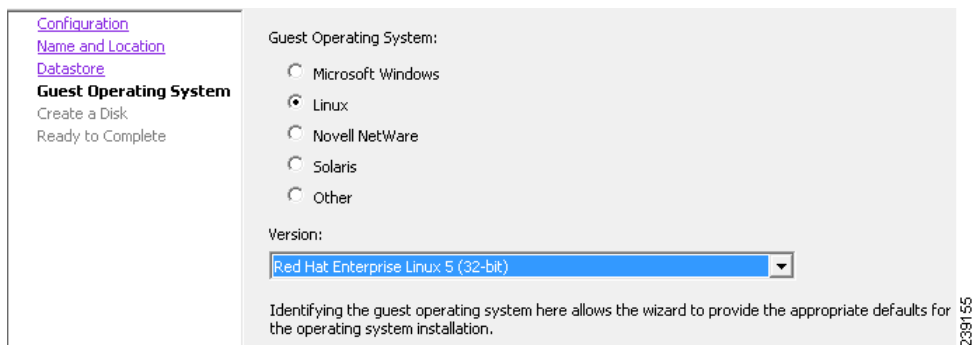 Configuration
Name and Location
Datastore
Guest Operating System
Create a Disk
Ready to Complete
Guest Operating System:
Microsoft Windows
Linux
Novell NetWare
Solaris
Other
Version:
Red Hat Enterprise Linux 5 (32-bit)
Identifying the guest operating system here allows the wizard to provide the appropriate defaults for
the operating system installation.
239155